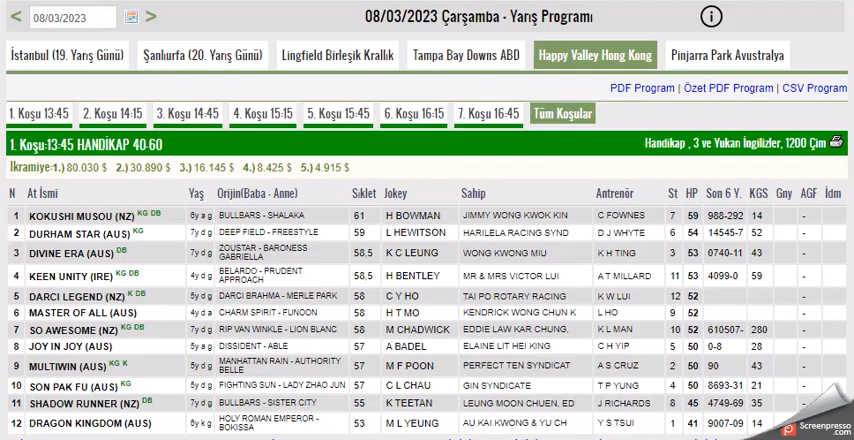 < 08/03/2023 > 08/03/2023 Çarşamba - Yarış Programı
İstanbul (19. Yarış Günü) Şanlıurfa (20. Yarış Günü) Lingfield Birleşik Krallık Tampa Bay Downs ABD Happy Valley Hong Kong Pinjarra Park Avustralya
PDF Program | Özet PDF Program | CSV Program
1. Koşu 13:45 2. Koşu 14:15 3. Koşu 14:45 4. Koşu 15:15 5. Koşu 15:45 6. Koşu 16:15 7. Koşu 16:45 Tüm Koşular
1. Koşu:13:45 HANDİKAP 40-60 Handikap , 3 ve Yukarı İngilizler, 1200 Çim
İkramiye:1.) 80.030 $ 2.) 30.890 $ 3.) 16.145 $ 4.) 8.425 $ 5.) 4.915 $
N At İsmi Yaş Orijin(Baba - Anne) Sıklet Jokey Sahip Antrenör St HP Son 6 Y. KGS Gny AGF İdm
1 KOKUSHI MUSOU (NZ) KG DB 6y a g BULLBARS - SHALAKA 61 H BOWMAN JIMMY WONG KWOK KIN C FOWNES 7 59 988-292 14 -
2 DURHAM STAR (AUS) KG 7y d g DEEP FIELD - FREESTYLE 59 L HEWITSON HARILELA RACING SYND D J WHYTE 6 54 14545-7 52 -
3 DIVINE ERA (AUS) DB 7y d g ZOUSTAR - BARONESS GABRIELLA 58,5 K C LEUNG WONG KWONG MIU K H TING 3 53 0740-11 43 -
4 KEEN UNITY (IRE) KG DB 4y d g BELARDO - PRUDENT APPROACH 58,5 H BENTLEY MR & MRS VICTOR LUI A T MILLARD 11 53 4099-0 59 -
5 DARCI LEGEND (NZ) K DB 5y d g DARCI BRAHMA - MERLE PARK 58 C Y HO TAI PO ROTARY RACING K W LUI 12 52 -
6 MASTER OF ALL (AUS) 4y d a CHARM SPIRIT - FUNOON 58 H T MO KENDRICK WONG CHUN K L HO 9 52 -
7 SO AWESOME (NZ) KG DB 7y d g RIP VAN WINKLE - LION BLANC 58 M CHADWICK EDDIE LAW KAR CHUNG, K L MAN 10 52 610507- 280 -
8 JOY IN JOY (AUS) 5y a g DISSIDENT - ABLE 57 A BADEL ELAINE LIT HEI KING C H YIP 5 50 0-8 28 -
9 MULTIWIN (AUS) KG K 5y d g MANHATTAN RAIN - AUTHORITY BELLE 57 M F POON PERFECT TEN SYNDICAT A S CRUZ 2 50 90 43 -
10 SON PAK FU (AUS) KG 5y d g FIGHTING SUN - LADY ZHAO JUN 57 C L CHAU GIN SYNDICATE T P YUNG 4 50 8693-31 21 -
11 SHADOW RUNNER (NZ) DB 7y d g BULLBARS - SISTER CITY 55 K TEETAN LEUNG MOON CHUEN, ED J RICHARDS 8 45 4749-69 35
12 DRAGON KINGDOM (AUS) 6y k g HOLY ROMAN EMPEROR - BOKISSA 53 M L YEUNG AU KAI KWONG & YU CH Y S TSUI 1 41 9007-09 14
Screenpresso